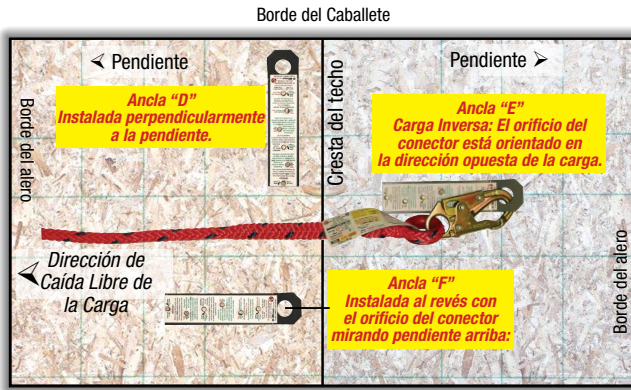 Borde del Caballete
< Pendiente
Pendiente >
Ancla “D”
Instalada perpendicularmente
a la pendiente.
Borde del alero
Cresta del techo
Ancla “E”
Carga Inversa: El orificio del
conector está orientado en
la dirección opuesta de la carga.
< Dirección de
Caída Libre de
la Carga
Ancla “F”
Instalada al revés con
el orificio del conector
mirando pendiente arriba:
Borde del alero